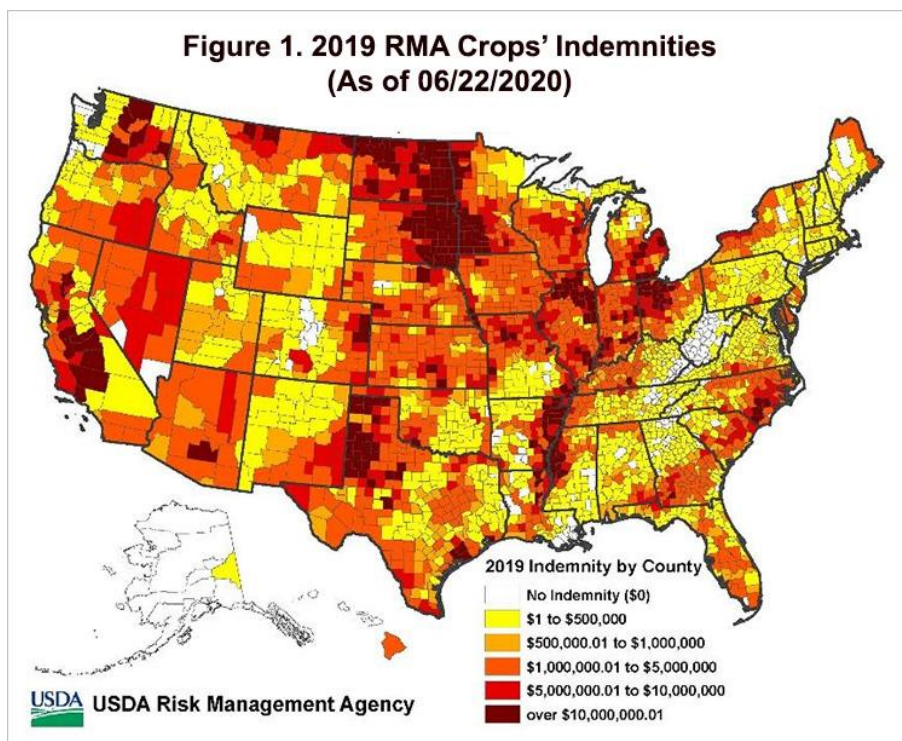 Figure 1. 2019 RMA Crops' Indemnities
(As of 06/22/2020)
2019 Indemnity by County
No Indemnity ($0)
$1 to $500,000
$500,000.01 to $1,000,000
$1,000,000.01 to $5,000,000
$5,000,000.01 to $10,000,000
over $10,000,000.01
USDA USDA Risk Management Agency